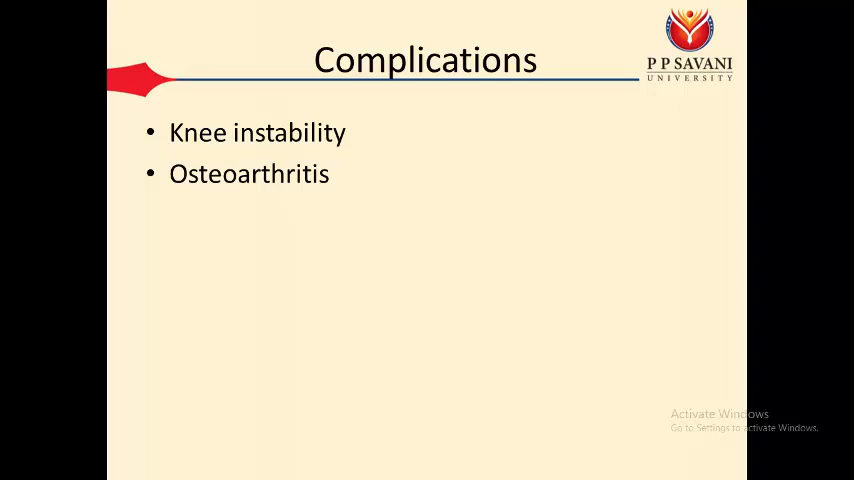 Complications
P P SAVANI
UNIVERSITY
• Knee instability
• Osteoarthritis
Activate Windows
Go to Settings to activate Windows.